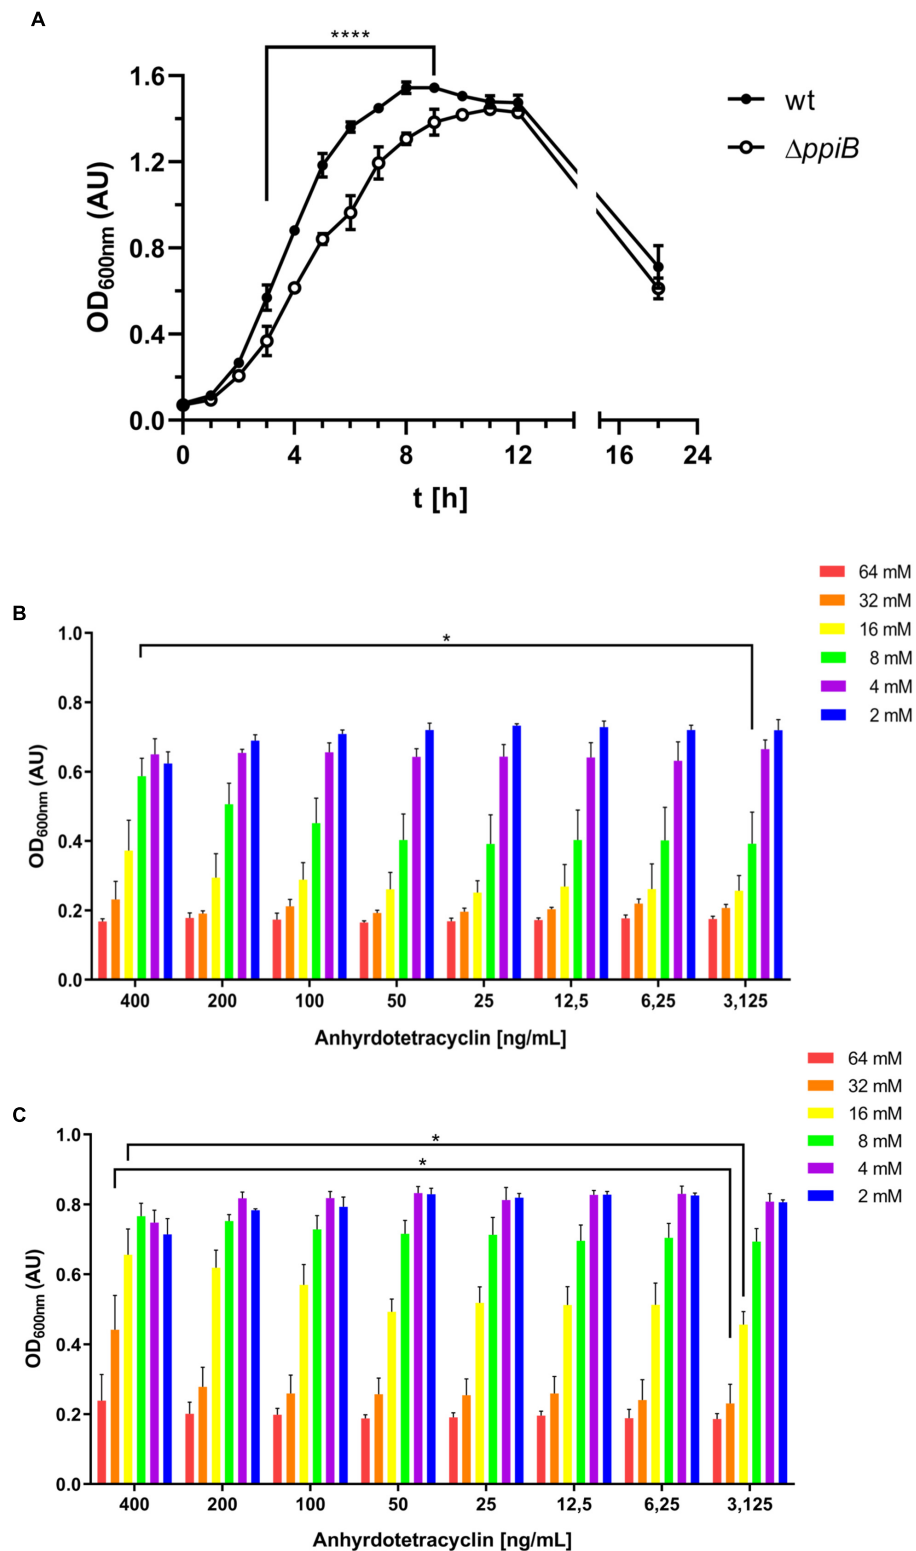 A
****
1.6
1.2
0.8
0.4
0.0
OD600nm (AU)
0 4 8 12 16 24
t [h]
wt
ΔppiB
B
64 mM
32 mM
16 mM
8 mM
4 mM
2 mM
*
1.0
0.8
0.6
0.4
0.2
0.0
OD600nm (AU)
400 200 100 50 25 12,5 6,25 3,125
Anhyrdotetracyclin [ng/mL]
C
64 mM
32 mM
16 mM
8 mM
4 mM
2 mM
*
*
1.0
0.8
0.6
0.4
0.2
0.0
OD600nm (AU)
400 200 100 50 25 12,5 6,25 3,125
Anhyrdotetracyclin [ng/mL]